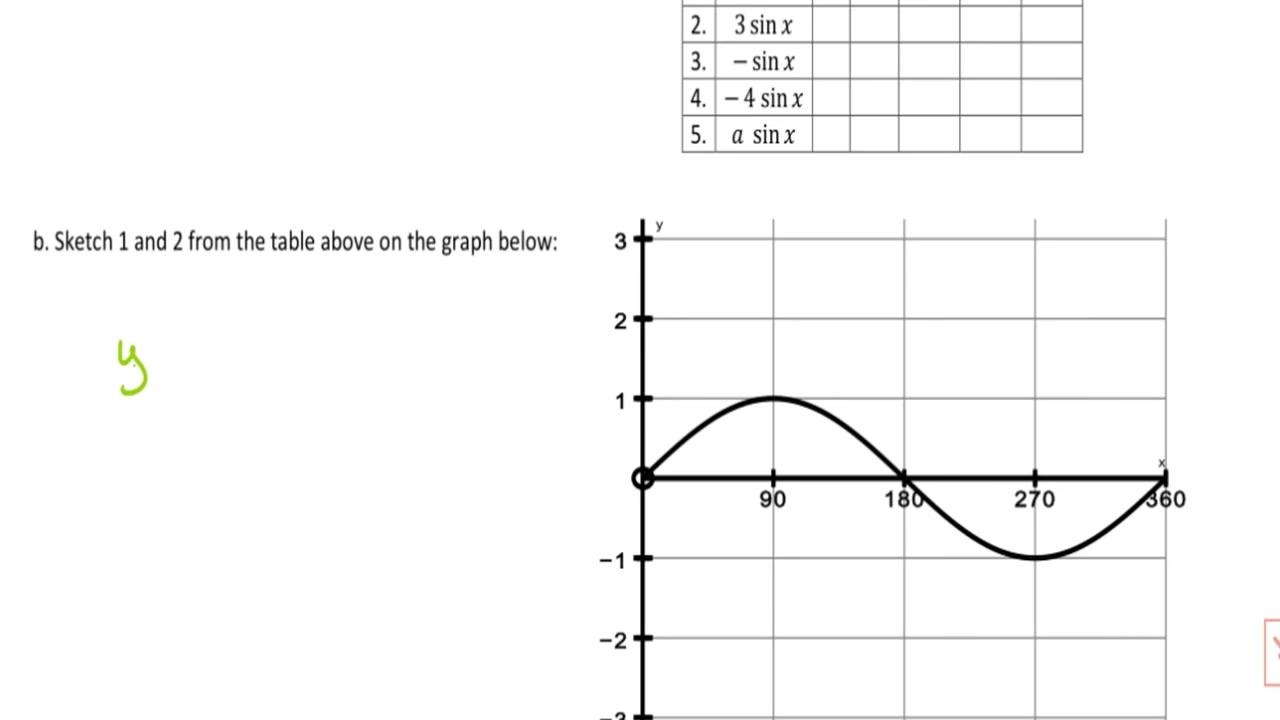 2. 3 sin x
3. – sin x
4. – 4 sin x
5. a sin x
b. Sketch 1 and 2 from the table above on the graph below:
y
3
2
1
y
x
90 180 270 360
−1
−2
−3